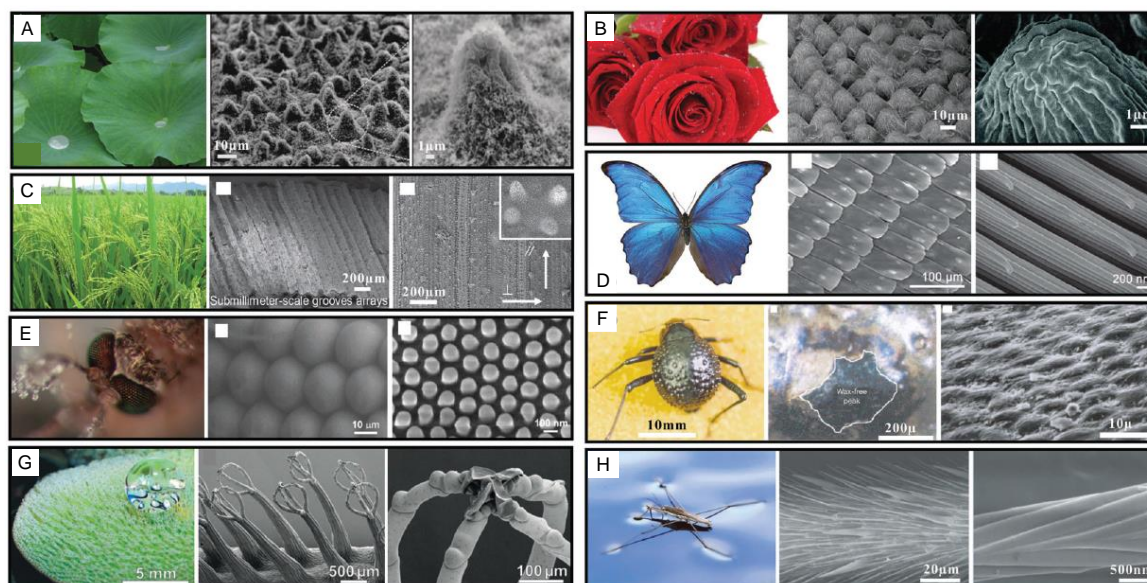 A
10µm
1µm
B
10µm
1µm
C
200µm
Submillimeter-scale grooves arrays
200µm
//
⊥
D
100 µm
200 nm
E
10 µm
100 nm
F
10mm
Wax-free
peak
200µ
10µ
G
5 mm
500 µm
100 µm
H
20µm
500nm